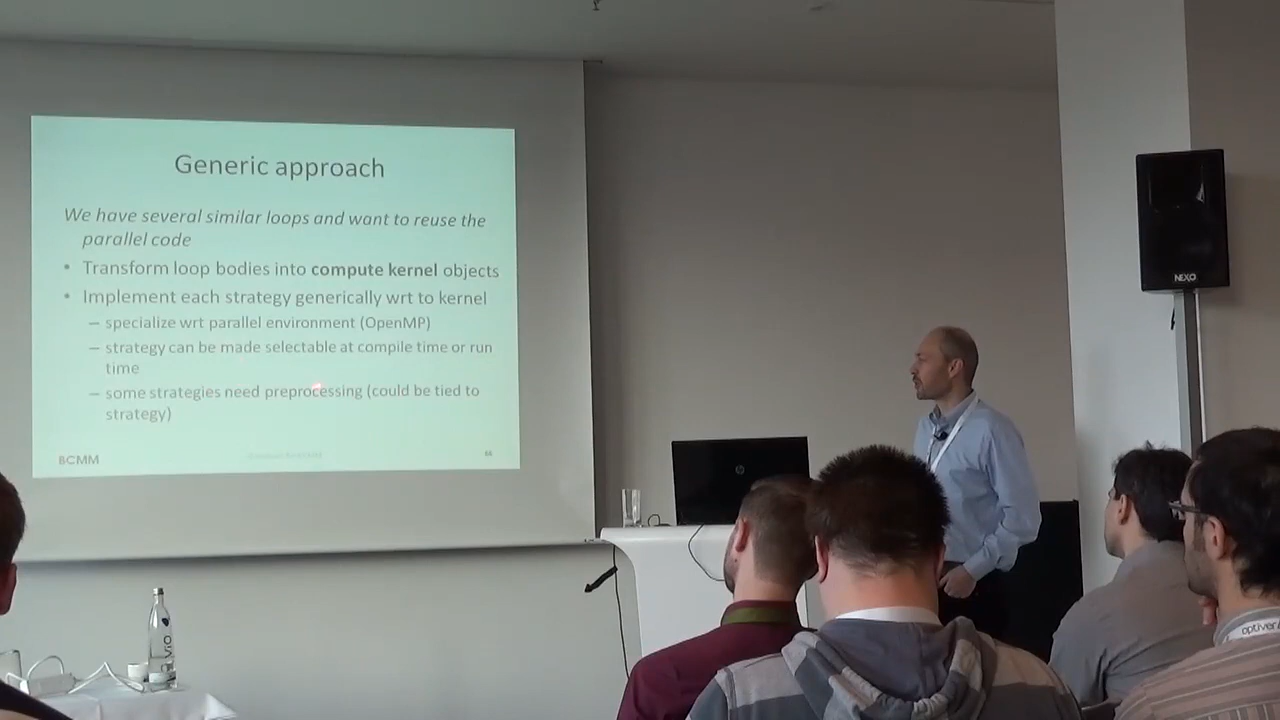 Generic approach
We have several similar loops and want to reuse the
parallel code
• Transform loop bodies into compute kernel objects
• Implement each strategy generically wrt to kernel
– specialize wrt parallel environment (OpenMP)
– strategy can be made selectable at compile time or run
time
– some strategies need preprocessing (could be tied to
strategy)
BCMM
NEXO
optiver